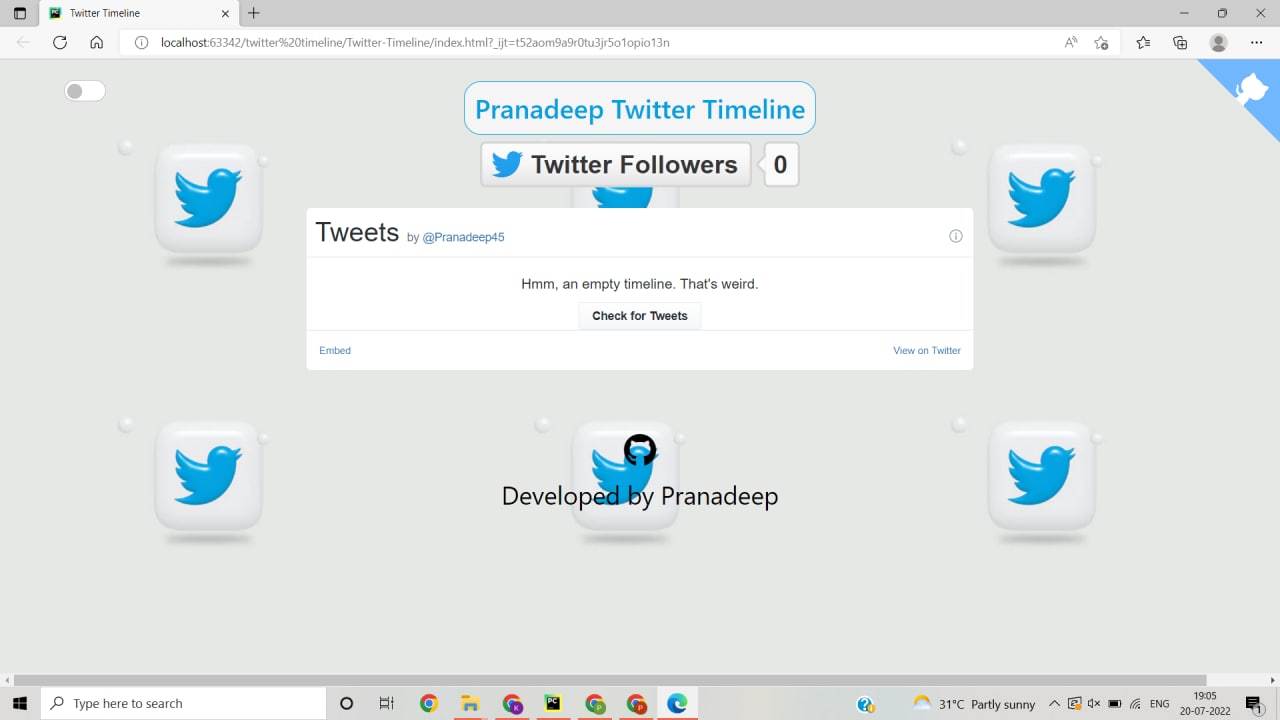 Twitter Timeline
localhost:63342/twitter%20timeline/Twitter-Timeline/index.html?_ijt=t52aom9a9r0tu3jr5o1opio13n
Pranadeep Twitter Timeline
Twitter Followers 0
Tweets by @Pranadeep45
Hmm, an empty timeline. That's weird.
Check for Tweets
Embed View on Twitter
Developed by Pranadeep
Type here to search
31°C Partly sunny
ENG
19:05
20-07-2022